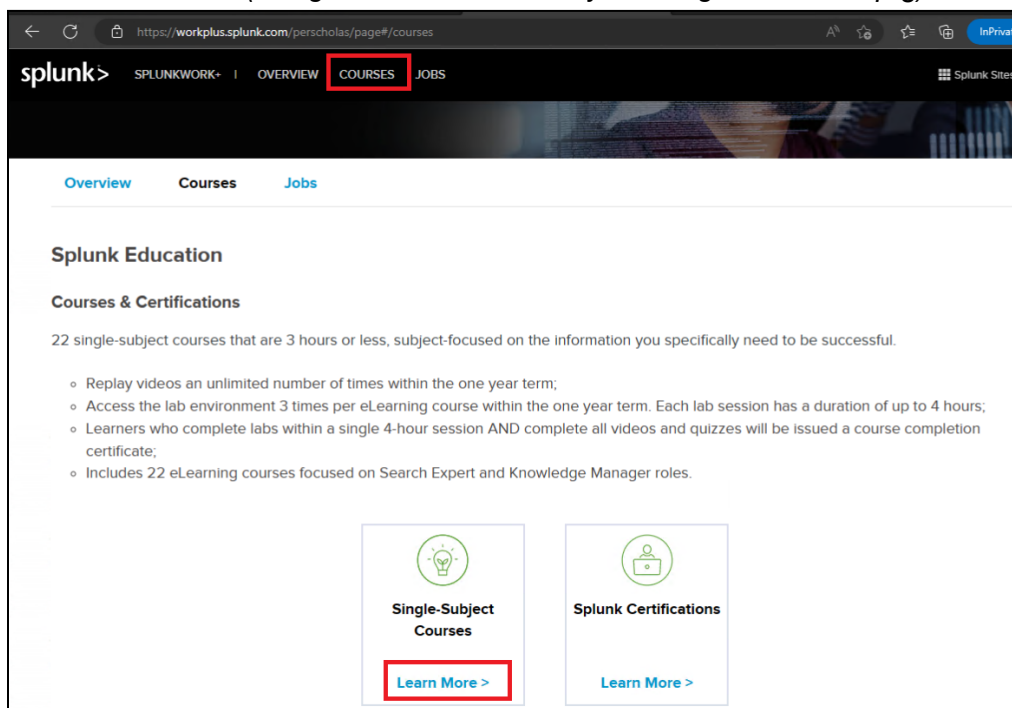 https://workplus.splunk.com/perscholas/page#/courses
InPrivat
splunk> SPLUNKWORK+ | OVERVIEW COURSES JOBS
Splunk Sites
Overview Courses Jobs
Splunk Education
Courses & Certifications
22 single-subject courses that are 3 hours or less, subject-focused on the information you specifically need to be successful.
Replay videos an unlimited number of times within the one year term;
Access the lab environment 3 times per eLearning course within the one year term. Each lab session has a duration of up to 4 hours;
Learners who complete labs within a single 4-hour session AND complete all videos and quizzes will be issued a course completion
certificate;
Includes 22 eLearning courses focused on Search Expert and Knowledge Manager roles.
Single-Subject
Courses
Learn More >
Splunk Certifications
Learn More >